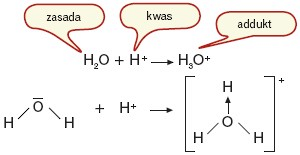 zasada kwas addukt
H₂O + H⁺ ⟶ H₃O⁺
H
H O H + H⁺ ⟶ [H O H]⁺